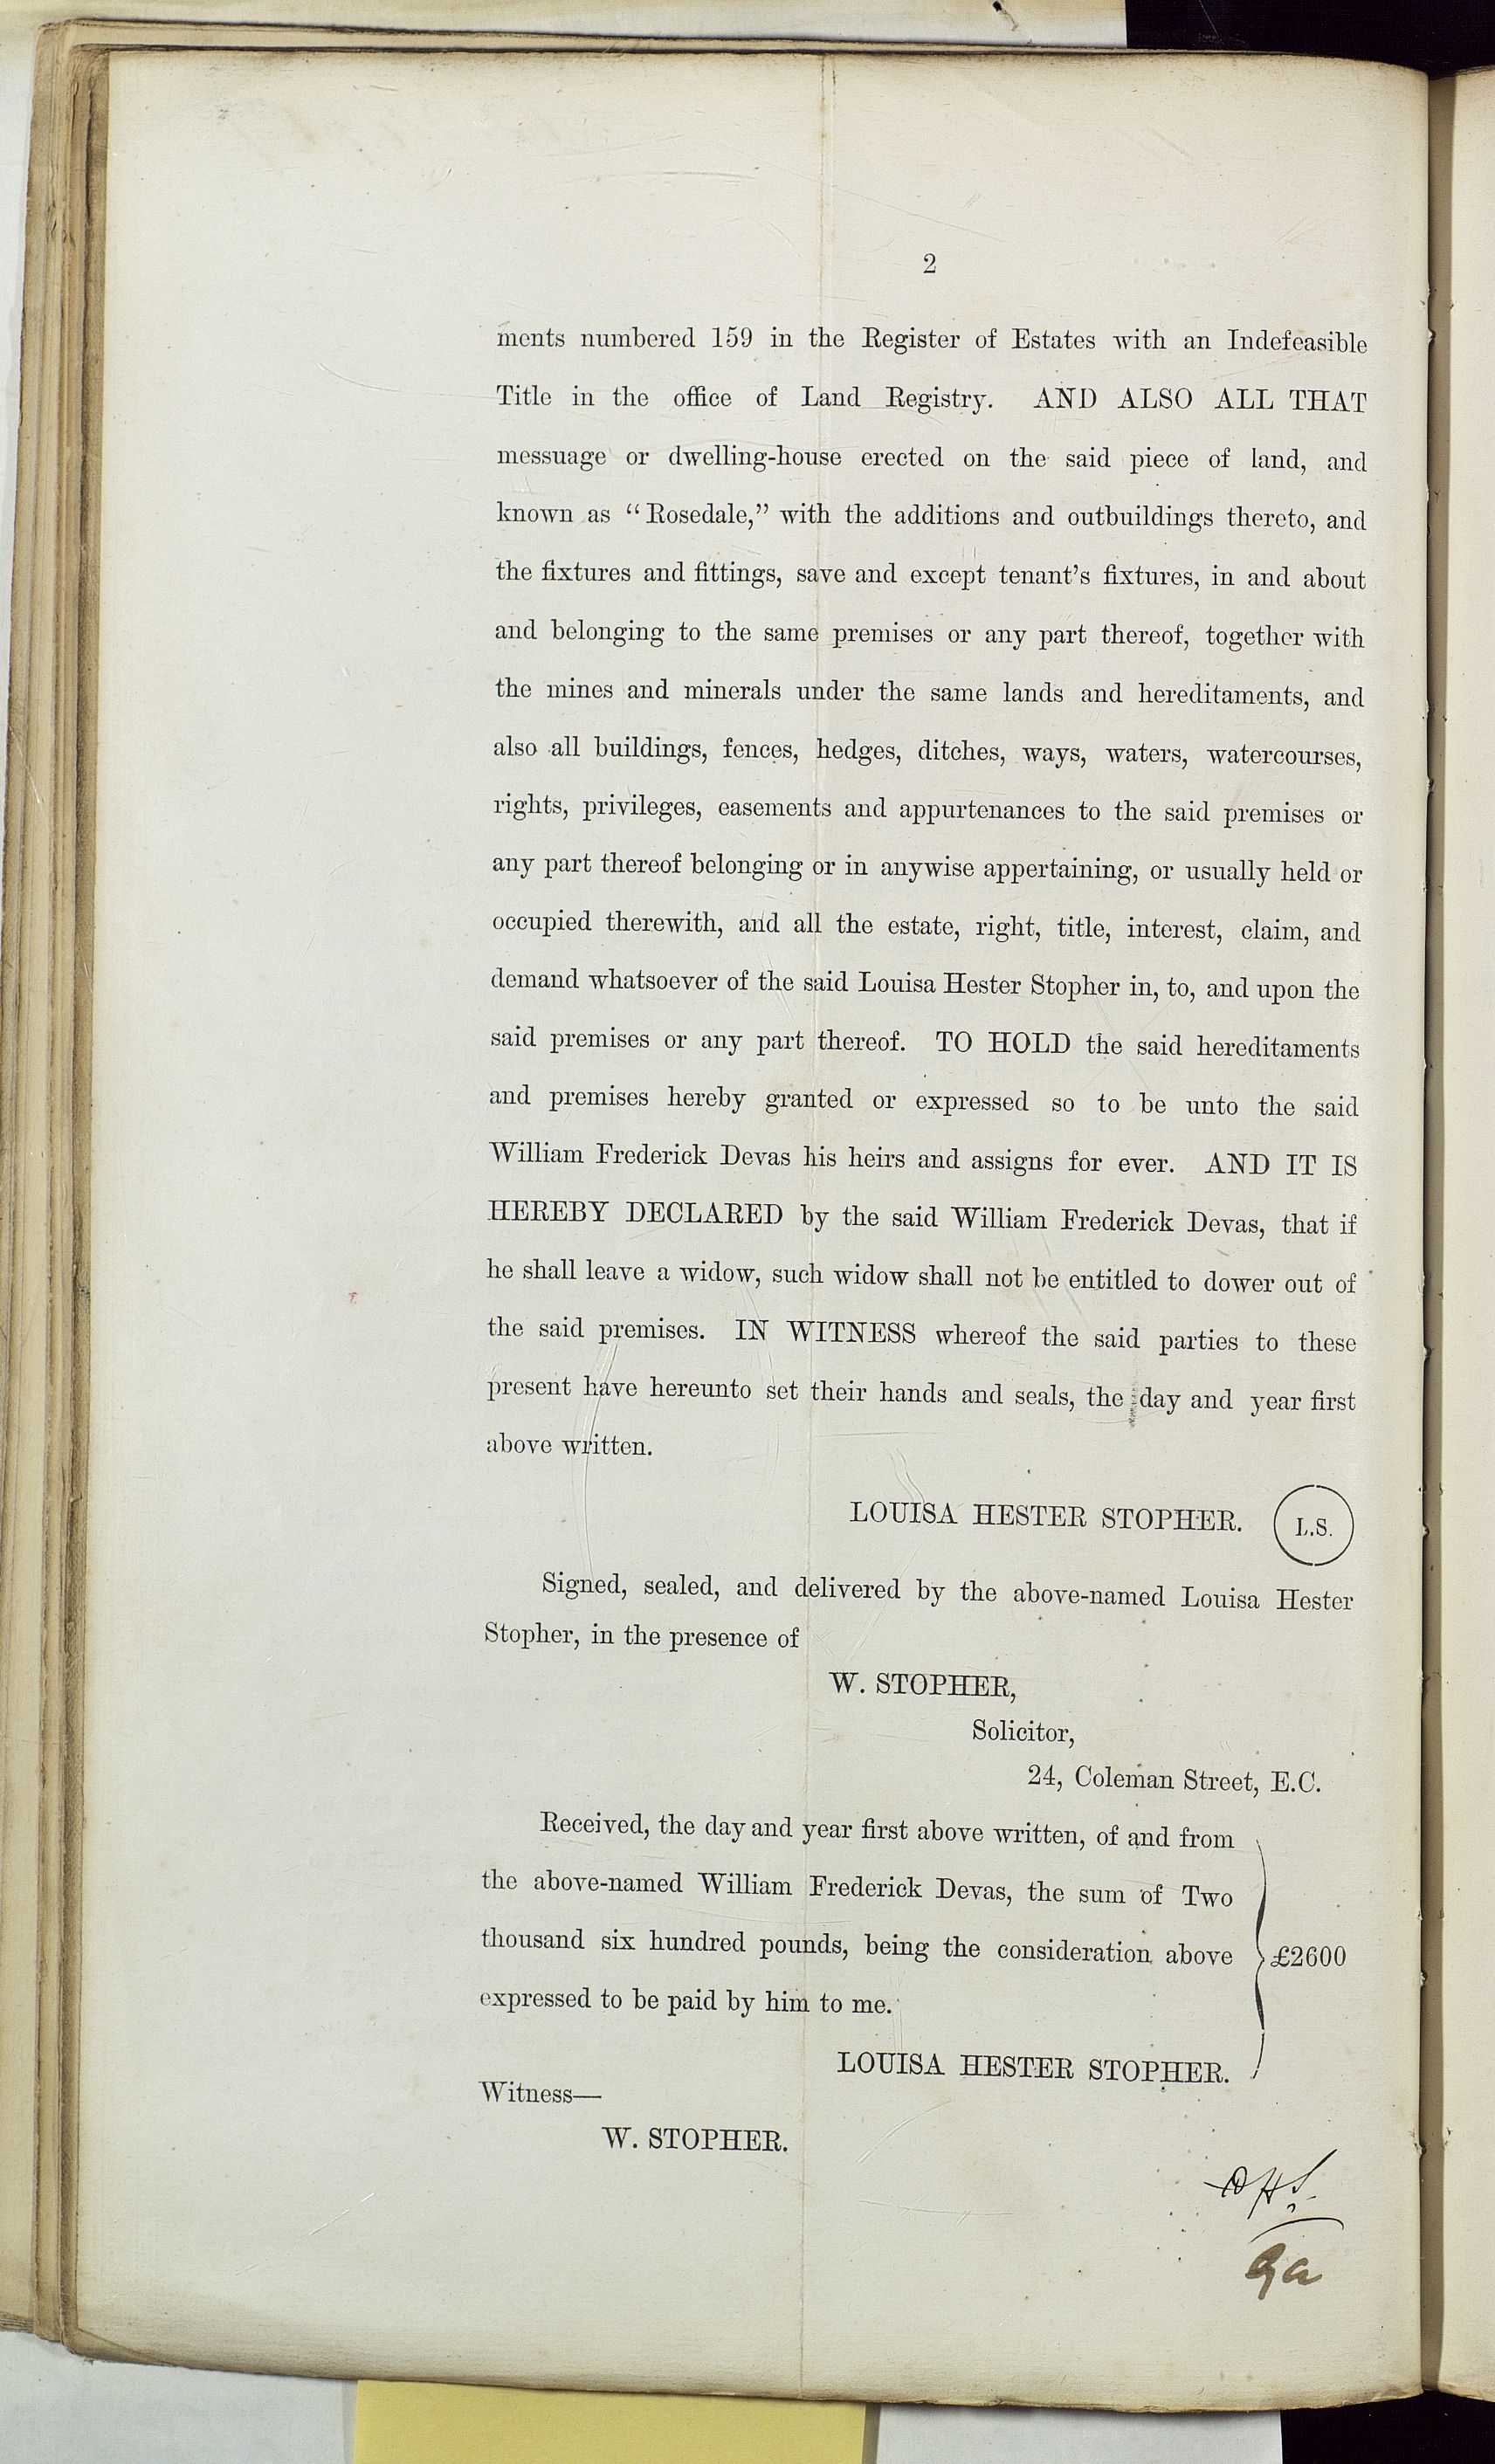 2
ments numbered 159 in the Register of Estates with an Indefeasible
Title in the office of Land Registry. AND ALSO ALL THAT
messuage or dwelling-house erected on the said piece of land, and
known as “Rosedale,” with the additions and outbuildings thereto, and
the fixtures and fittings, save and except tenant’s fixtures, in and about
and belonging to the same premises or any part thereof, together with
the mines and minerals under the same lands and hereditaments, and
also all buildings, fences, hedges, ditches, ways, waters, watercourses,
rights, privileges, easements and appurtenances to the said premises or
any part thereof belonging or in anywise appertaining, or usually held or
occupied therewith, and all the estate, right, title, interest, claim, and
demand whatsoever of the said Louisa Hester Stopher in, to, and upon the
said premises or any part thereof. TO HOLD the said hereditaments
and premises hereby granted or expressed so to be unto the said
William Frederick Devas his heirs and assigns for ever. AND IT IS
HEREBY DECLARED by the said William Frederick Devas, that if
he shall leave a widow, such widow shall not be entitled to dower out of
the said premises. IN WITNESS whereof the said parties to these
present have hereunto set their hands and seals, the day and year first
above written.
LOUISA HESTER STOPHER. L.S.
Signed, sealed, and delivered by the above-named Louisa Hester
Stopher, in the presence of
W. STOPHER,
Solicitor,
24, Coleman Street, E.C.
Received, the day and year first above written, of and from
the above-named William Frederick Devas, the sum of Two
thousand six hundred pounds, being the consideration above
expressed to be paid by him to me.
£2600
LOUISA HESTER STOPHER.
Witness—
W. STOPHER.